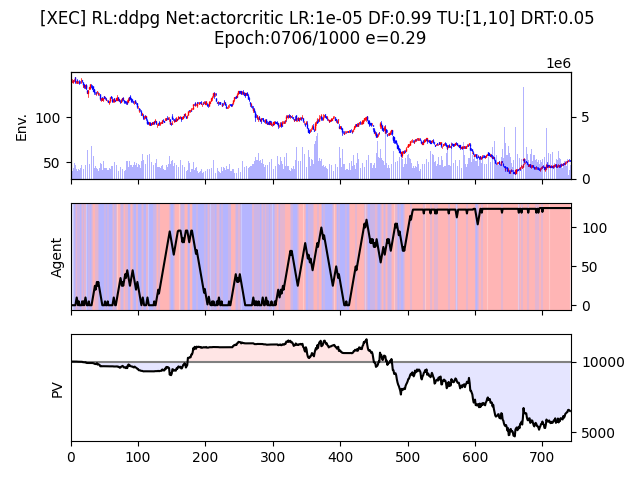 [XEC] RL:ddpg Net:actorcritic LR:1e-05 DF:0.99 TU:[1,10] DRT:0.05
Epoch:0706/1000 e=0.29
1e6
Env.
100
50
5
0
Agent
100
50
0
PV
10000
5000
0 100 200 300 400 500 600 700